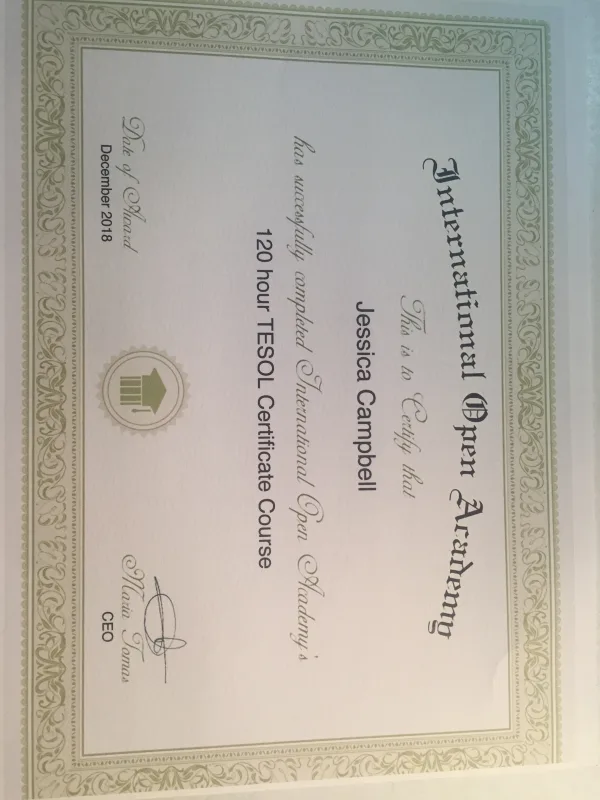 International Open Academy
This is to Certify that
Jessica Campbell
has successfully completed International Open Academy's
120 hour TESOL Certificate Course
Date of Award
December 2018
Maria Tomas
CEO